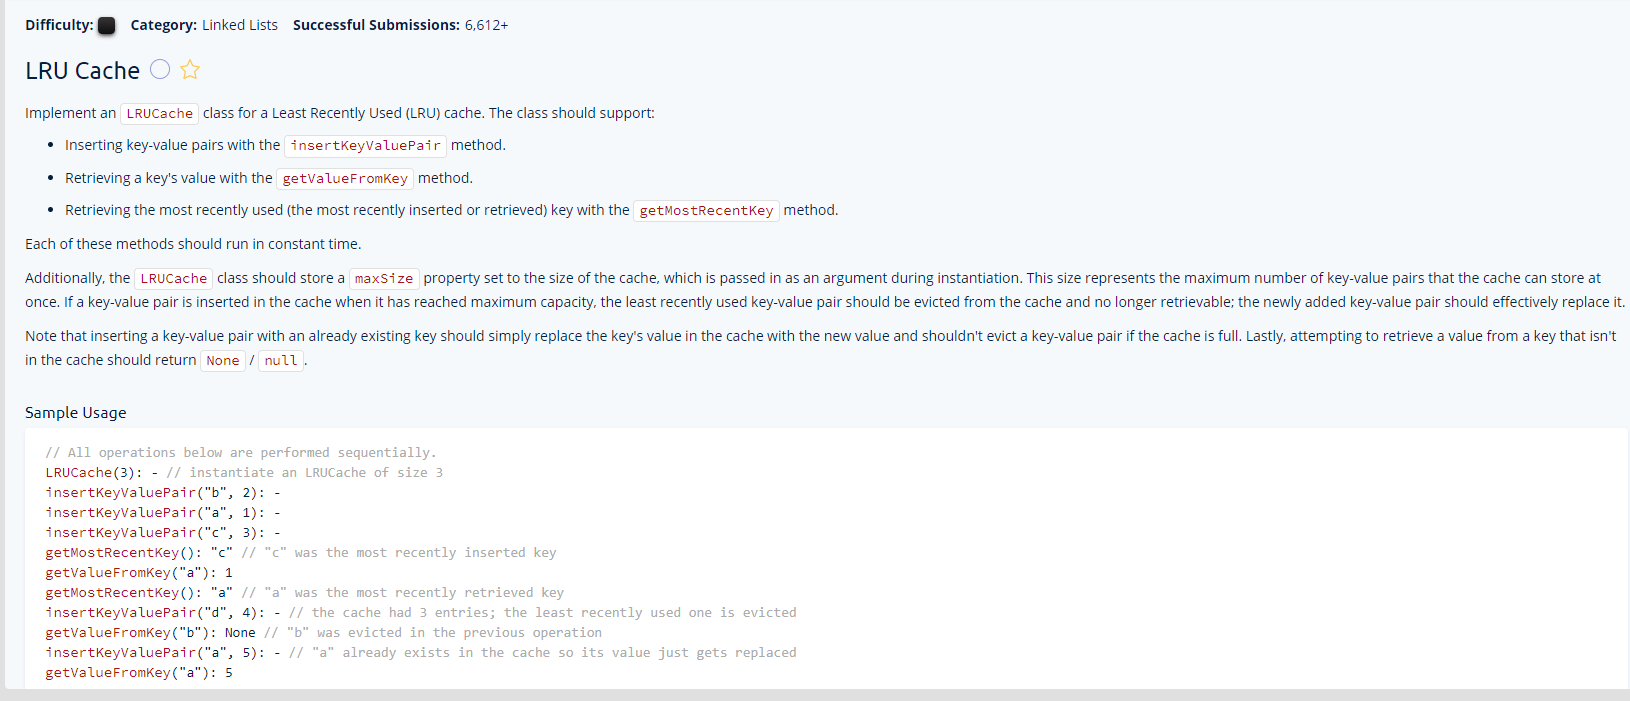 Difficulty: Category: Linked Lists Successful Submissions: 6,612+
LRU Cache
Implement an LRUCache class for a Least Recently Used (LRU) cache. The class should support:
• Inserting key-value pairs with the insertKeyValuePair method.
• Retrieving a key's value with the getValueFromKey method.
• Retrieving the most recently used (the most recently inserted or retrieved) key with the getMostRecentKey method.
Each of these methods should run in constant time.
Additionally, the LRUCache class should store a maxSize property set to the size of the cache, which is passed in as an argument during instantiation. This size represents the maximum number of key-value pairs that the cache can store at
once. If a key-value pair is inserted in the cache when it has reached maximum capacity, the least recently used key-value pair should be evicted from the cache and no longer retrievable; the newly added key-value pair should effectively replace it.
Note that inserting a key-value pair with an already existing key should simply replace the key's value in the cache with the new value and shouldn't evict a key-value pair if the cache is full. Lastly, attempting to retrieve a value from a key that isn't
in the cache should return None / null.
Sample Usage
// All operations below are performed sequentially.
LRUCache(3): - // instantiate an LRUCache of size 3
insertKeyValuePair("b", 2): -
insertKeyValuePair("a", 1): -
insertKeyValuePair("c", 3): -
getMostRecentKey(): "c" // "c" was the most recently inserted key
getValueFromKey("a"): 1
getMostRecentKey(): "a" // "a" was the most recently retrieved key
insertKeyValuePair("d", 4): - // the cache had 3 entries; the least recently used one is evicted
getValueFromKey("b"): None // "b" was evicted in the previous operation
insertKeyValuePair("a", 5): - // "a" already exists in the cache so its value just gets replaced
getValueFromKey("a"): 5